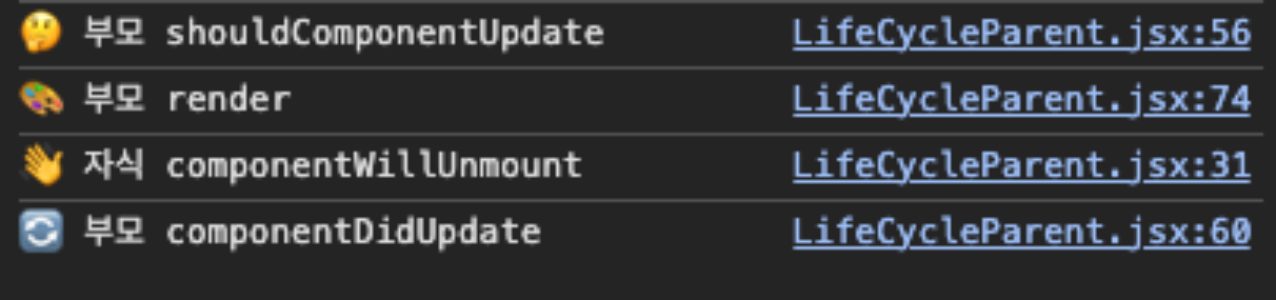 🤔 부모 shouldComponentUpdate LifeCycleParent.jsx:56
🎨 부모 render LifeCycleParent.jsx:74
👋 자식 componentWillUnmount LifeCycleParent.jsx:31
🔄 부모 componentDidUpdate LifeCycleParent.jsx:60